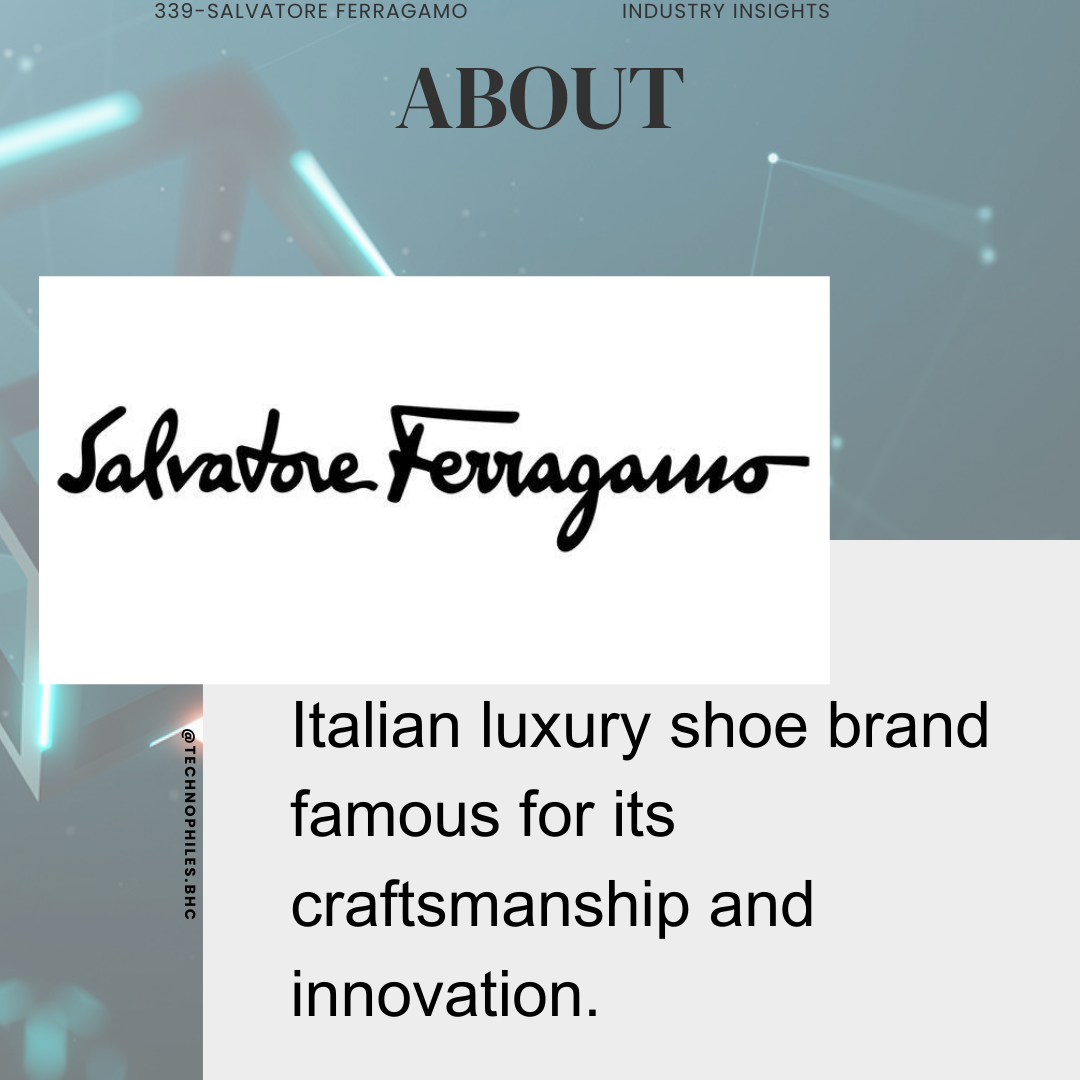 339-SALVATORE FERRAGAMO
INDUSTRY INSIGHTS
ABOUT
Salvatore Ferragamo
Italian luxury shoe brand
famous for its
craftsmanship and
innovation.
@TECHNOPHILES.BHC